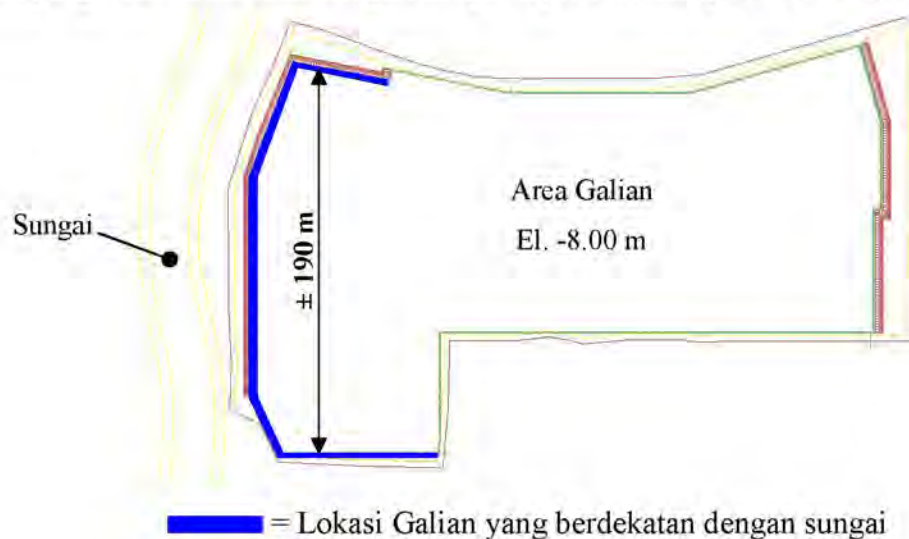 Area Galian
El. -8.00 m
Sungai
± 190 m
= Lokasi Galian yang berdekatan dengan sungai